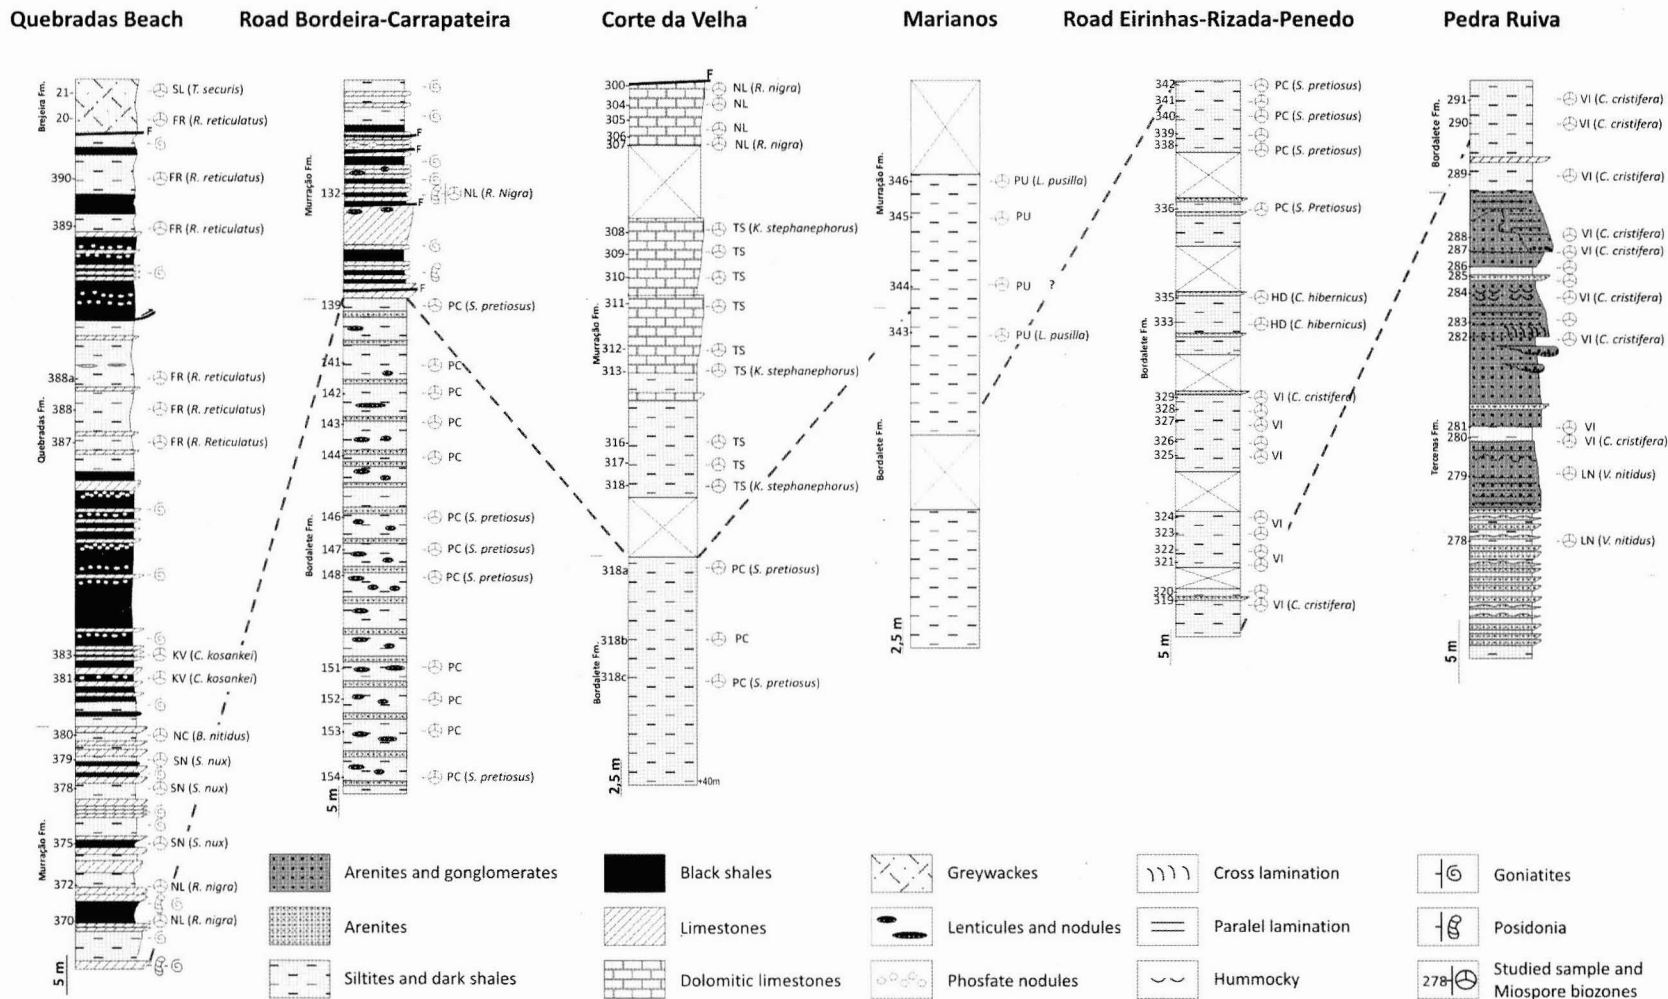 Quebradas Beach
Road Bordeira-Carrapateira
Corte da Velha
Marianos
Road Eirinhas-Rizada-Penedo
Pedra Ruiva
Brejeira Fm.
21
SL (T. securis)
20
FR (R. reticulatus)
F
390
FR (R. reticulatus)
389
FR (R. reticulatus)
Quebradas Fm.
388a
FR (R. reticulatus)
388
FR (R. reticulatus)
387
FR (R. Reticulatus)
383
KV (C. kosankei)
381
KV (C. kosankei)
380
NC (B. nitidus)
379
SN (S. nux)
378
SN (S. nux)
Murração Fm.
375
SN (S. nux)
372
NL (R. nigra)
370
NL (R. nigra)
5 m
Murração Fm.
F
F
132
NL (R. Nigra)
F
F
139
PC (S. pretiosus)
141
PC
142
PC
143
PC
144
PC
Bordalete Fm.
146
PC (S. pretiosus)
147
PC (S. pretiosus)
148
PC (S. pretiosus)
151
PC
152
PC
153
PC
154
PC (S. pretiosus)
5 m
F
300
NL (R. nigra)
304
NL
305
306
NL
307
NL (R. nigra)
308
TS (K. stephanephorus)
309
TS
310
TS
311
TS
Murração Fm.
312
TS
313
TS (K. stephanephorus)
316
TS
317
TS
318
TS (K. stephanephorus)
318a
PC (S. pretiosus)
318b
PC
Bordalete Fm.
318c
PC (S. pretiosus)
+40m
2,5 m
Murração Fm.
346
PU (L. pusilla)
345
PU
344
PU
?
343
PU (L. pusilla)
Bordalete Fm.
2,5 m
342
PC (S. pretiosus)
341
340
PC (S. pretiosus)
339
338
PC (S. pretiosus)
336
PC (S. Pretiosus)
335
HD (C. hibernicus)
333
HD (C. hibernicus)
Bordalete Fm.
329
VI (C. cristifera)
328
327
VI
326
325
VI
324
VI
323
322
VI
321
320
319
VI (C. cristifera)
5 m
Bordalete Fm.
291
VI (C. cristifera)
290
VI (C. cristifera)
289
VI (C. cristifera)
288
VI (C. cristifera)
287
VI (C. cristifera)
286
285
284
VI (C. cristifera)
283
282
VI (C. cristifera)
Tercenas Fm.
281
VI
280
VI (C. cristifera)
279
LN (V. nitidus)
278
LN (V. nitidus)
5 m
Arenites and gonglomerates
Black shales
Greywackes
Cross lamination
Goniatites
Arenites
Limestones
Lenticules and nodules
Paralel lamination
Posidonia
Siltites and dark shales
Dolomitic limestones
Phosfate nodules
Hummocky
278
Studied sample and
Miospore biozones